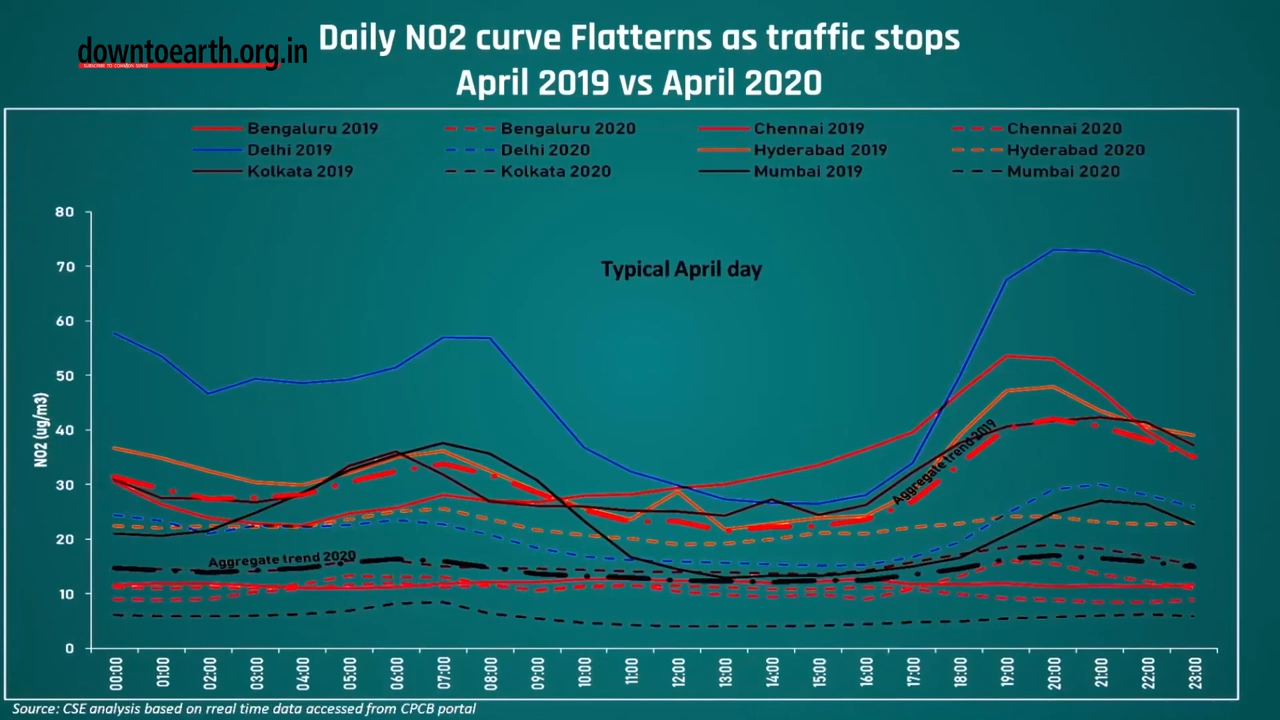 downtoearth.org.in
SUBSCRIBE TO COMMON SENSE
Daily NO2 curve Flatterns as traffic stops
April 2019 vs April 2020
Bengaluru 2019 Bengaluru 2020 Chennai 2019 Chennai 2020
Delhi 2019 Delhi 2020 Hyderabad 2019 Hyderabad 2020
Kolkata 2019 Kolkata 2020 Mumbai 2019 Mumbai 2020
80
70
60
50
40
30
20
10
0
NO2 (ug/m3)
Typical April day
Aggregate trend 2019
Aggregate trend 2020
00:00 01:00 02:00 03:00 04:00 05:00 06:00 07:00 08:00 09:00 10:00 11:00 12:00 13:00 14:00 15:00 16:00 17:00 18:00 19:00 20:00 21:00 22:00 23:00
Source: CSE analysis based on rreal time data accessed from CPCB portal